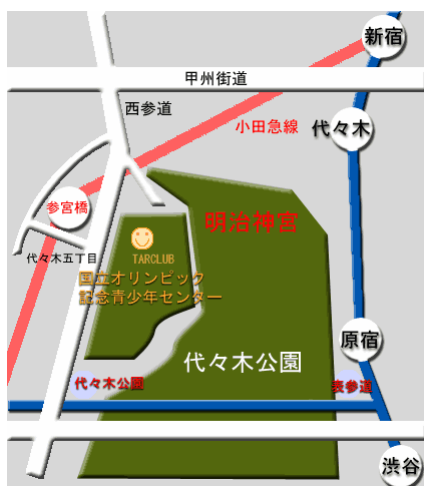 新宿
甲州街道
西参道
小田急線
代々木
参宮橋
明治神宮
代々木五丁目
TARCLUB
国立オリンピック
記念青少年センター
原宿
代々木公園
代々木公園
表参道
渋谷